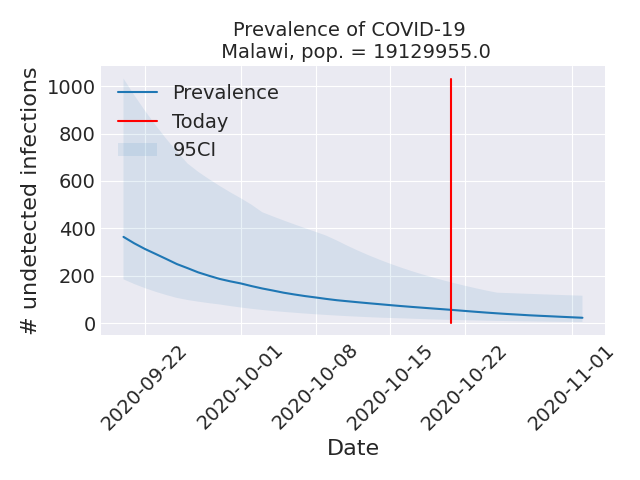 Prevalence of COVID-19
Malawi, pop. = 19129955.0
# undetected infections
1000
800
600
400
200
0
Prevalence
Today
95CI
2020-09-22
2020-10-01
2020-10-08
2020-10-15
2020-10-22
2020-11-01
Date